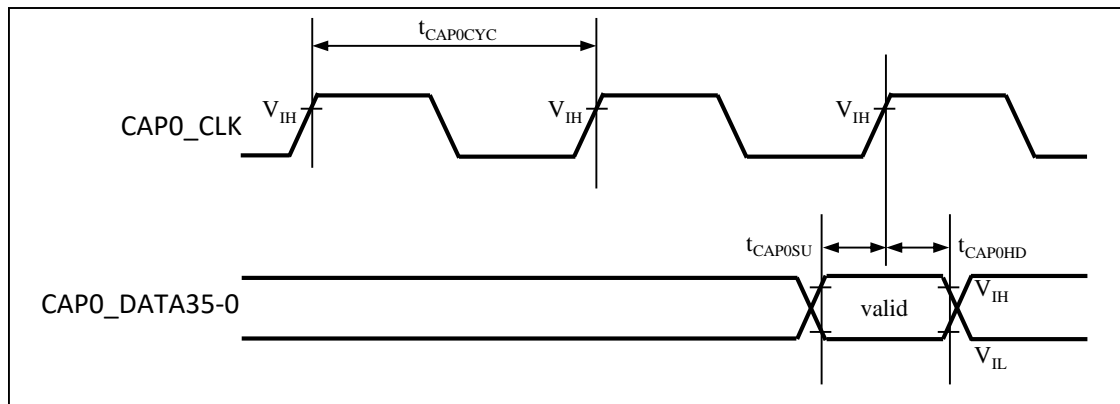 tCAP0CYC
VIH
VIH
VIH
CAP0_CLK
tCAP0SU
tCAP0HD
CAP0_DATA35-0
valid
VIH
VIL